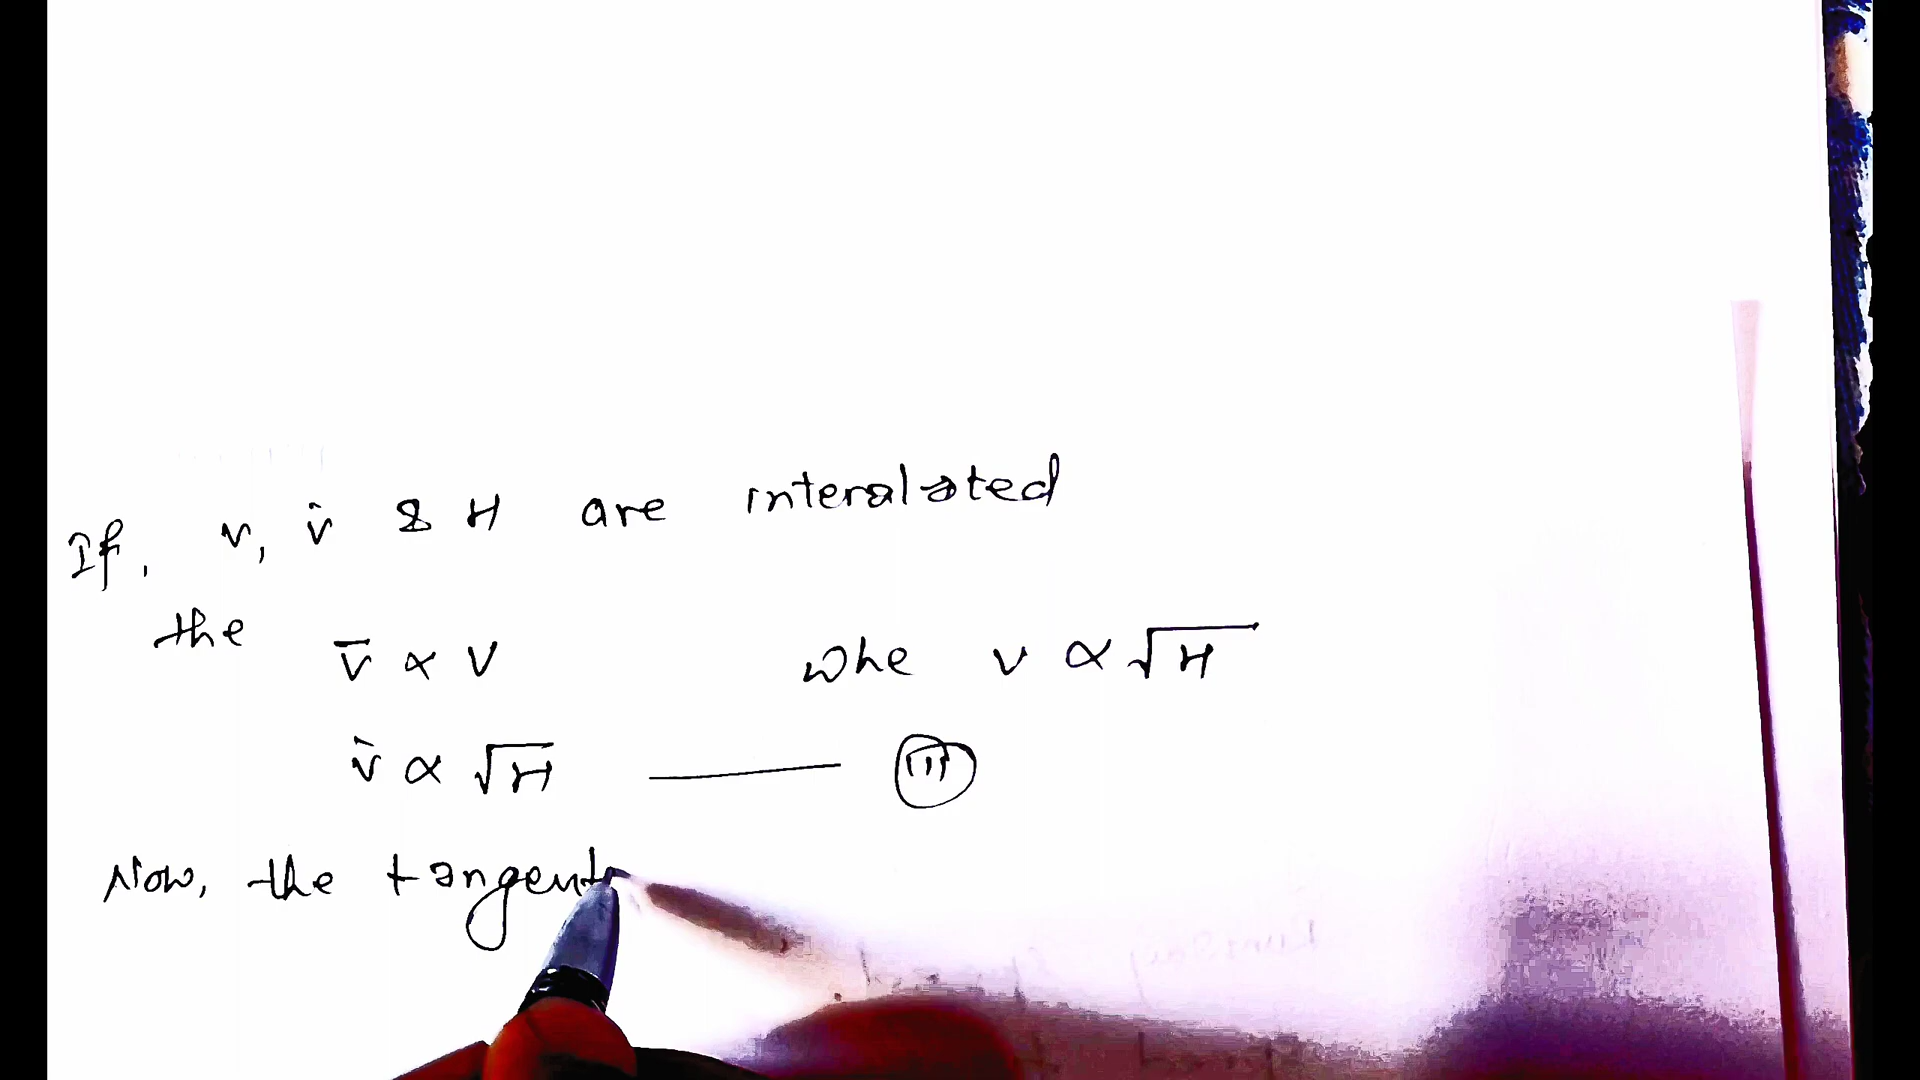 If, v, v̄ & H are interalated
the v̄ ∝ V whe v ∝ √H
v̄ ∝ √H —— (III)
Now, the tangent